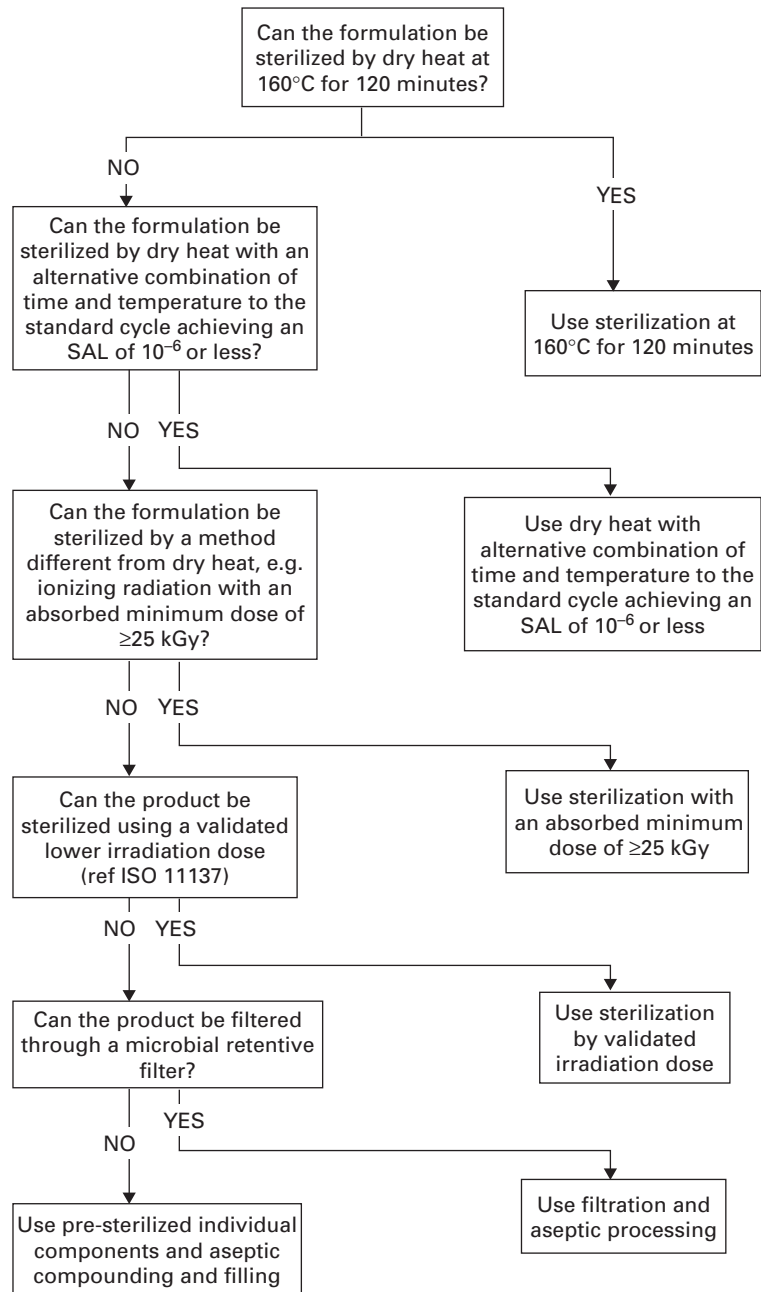 Can the formulation be
sterilized by dry heat at
160°C for 120 minutes?
NO
YES
Can the formulation be
sterilized by dry heat with an
alternative combination of
time and temperature to the
standard cycle achieving an
SAL of 10⁻⁶ or less?
Use sterilization at
160°C for 120 minutes
NO YES
Can the formulation be
sterilized by a method
different from dry heat, e.g.
ionizing radiation with an
absorbed minimum dose of
≥25 kGy?
Use dry heat with
alternative combination of
time and temperature to the
standard cycle achieving an
SAL of 10⁻⁶ or less
NO YES
Can the product be
sterilized using a validated
lower irradiation dose
(ref ISO 11137)
Use sterilization with
an absorbed minimum
dose of ≥25 kGy
NO YES
Can the product be filtered
through a microbial retentive
filter?
Use sterilization
by validated
irradiation dose
YES
NO
Use pre-sterilized individual
components and aseptic
compounding and filling
Use filtration and
aseptic processing